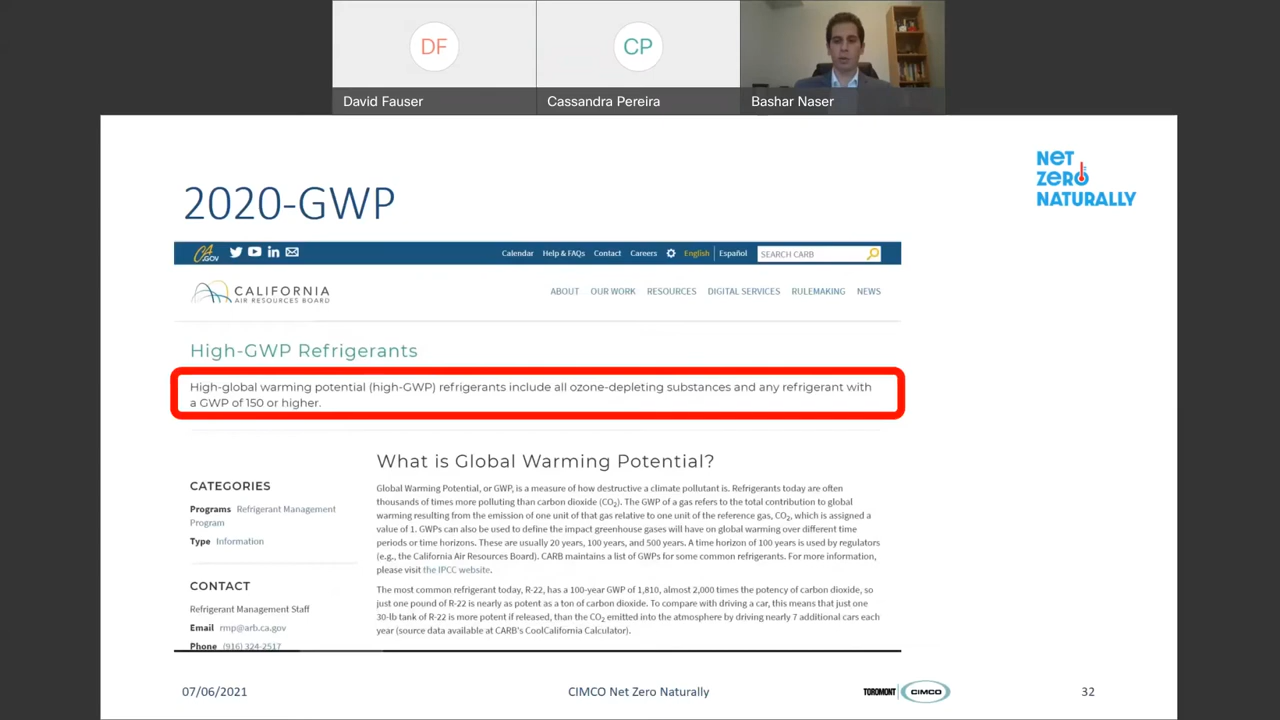 DF
CP
David Fauser
Cassandra Pereira
Bashar Naser
NET
ZERO
NATURALLY
2020-GWP
CA
.GOV
Calendar Help & FAQs Contact Careers English Español SEARCH CARB
CALIFORNIA
AIR RESOURCES BOARD
ABOUT OUR WORK RESOURCES DIGITAL SERVICES RULEMAKING NEWS
High-GWP Refrigerants
High-global warming potential (high-GWP) refrigerants include all ozone-depleting substances and any refrigerant with
a GWP of 150 or higher.
What is Global Warming Potential?
Global Warming Potential, or GWP, is a measure of how destructive a climate pollutant is. Refrigerants today are often
thousands of times more polluting than carbon dioxide (CO₂). The GWP of a gas refers to the total contribution to global
warming resulting from the emission of one unit of that gas relative to one unit of the reference gas, CO₂, which is assigned a
value of 1. GWPs can also be used to define the impact greenhouse gases will have on global warming over different time
periods or time horizons. These are usually 20 years, 100 years, and 500 years. A time horizon of 100 years is used by regulators
(e.g., the California Air Resources Board). CARB maintains a list of GWPs for some common refrigerants. For more information,
please visit the IPCC website.
The most common refrigerant today, R-22, has a 100-year GWP of 1,810, almost 2,000 times the potency of carbon dioxide, so
just one pound of R-22 is nearly as potent as a ton of carbon dioxide. To compare with driving a car, this means that just one
30-lb tank of R-22 is more potent if released, than the CO₂ emitted into the atmosphere by driving nearly 7 additional cars each
year (source data available at CARB's CoolCalifornia Calculator).
CATEGORIES
Programs Refrigerant Management
Program
Type Information
CONTACT
Refrigerant Management Staff
Email rmp@arb.ca.gov
Phone (916) 324-2517
07/06/2021
CIMCO Net Zero Naturally
TOROMONT CIMCO
32